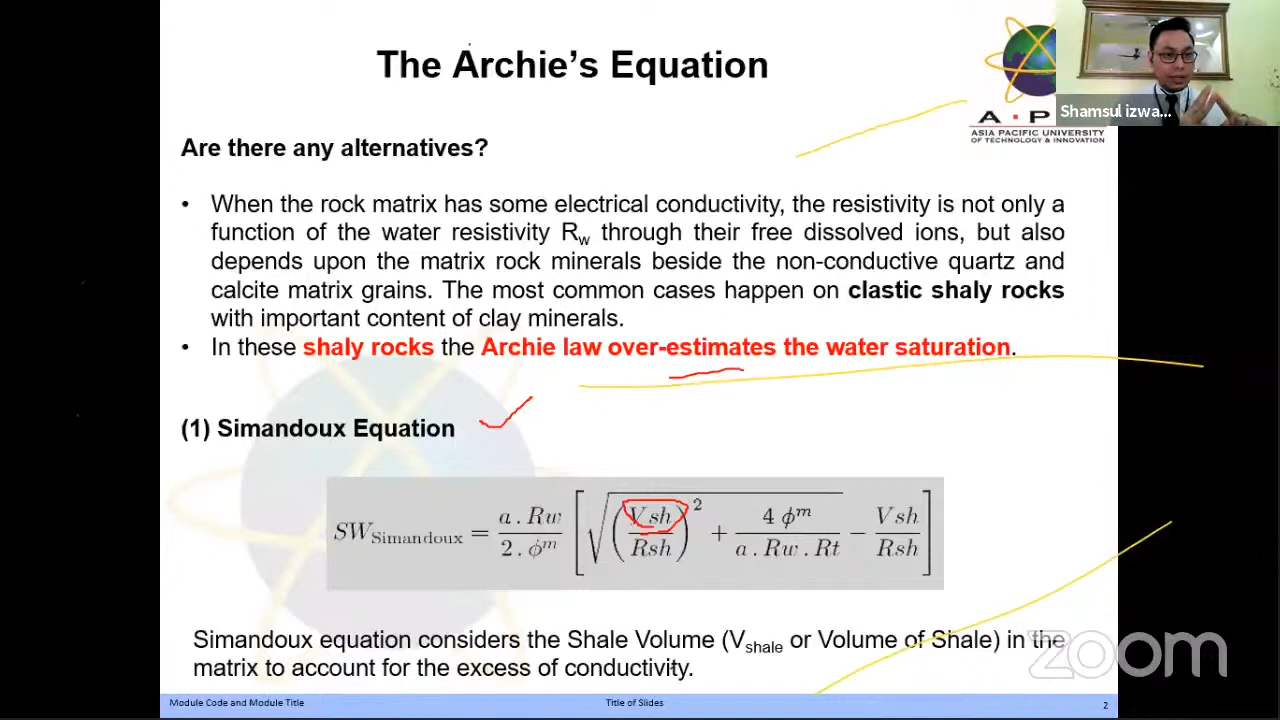 The Archie's Equation
Shamsul izwa...
A · P
ASIA PACIFIC UNIVERSITY
OF TECHNOLOGY & INNOVATION
Are there any alternatives?
• When the rock matrix has some electrical conductivity, the resistivity is not only a
function of the water resistivity Rw through their free dissolved ions, but also
depends upon the matrix rock minerals beside the non-conductive quartz and
calcite matrix grains. The most common cases happen on clastic shaly rocks
with important content of clay minerals.
• In these shaly rocks the Archie law over-estimates the water saturation.
(1) Simandoux Equation
SW_Simandoux = a . Rw / 2 . ϕ^m [ √( (Vsh / Rsh)^2 + 4 ϕ^m / a . Rw . Rt ) − Vsh / Rsh ]
Simandoux equation considers the Shale Volume (Vshale or Volume of Shale) in the
matrix to account for the excess of conductivity.
zoom
Module Code and Module Title
Title of Slides
2